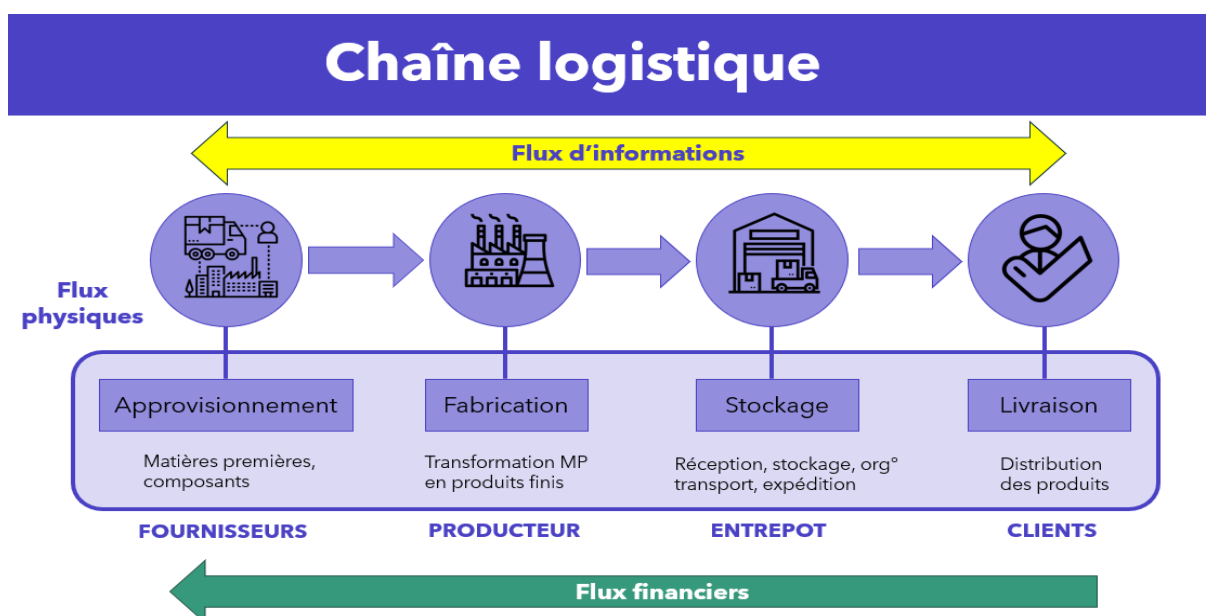 Chaîne logistique
Flux d'informations
Flux
physiques
Approvisionnement
Fabrication
Stockage
Livraison
Matières premières,
composants
Transformation MP
en produits finis
Réception, stockage, org°
transport, expédition
Distribution
des produits
FOURNISSEURS
PRODUCTEUR
ENTREPOT
CLIENTS
Flux financiers